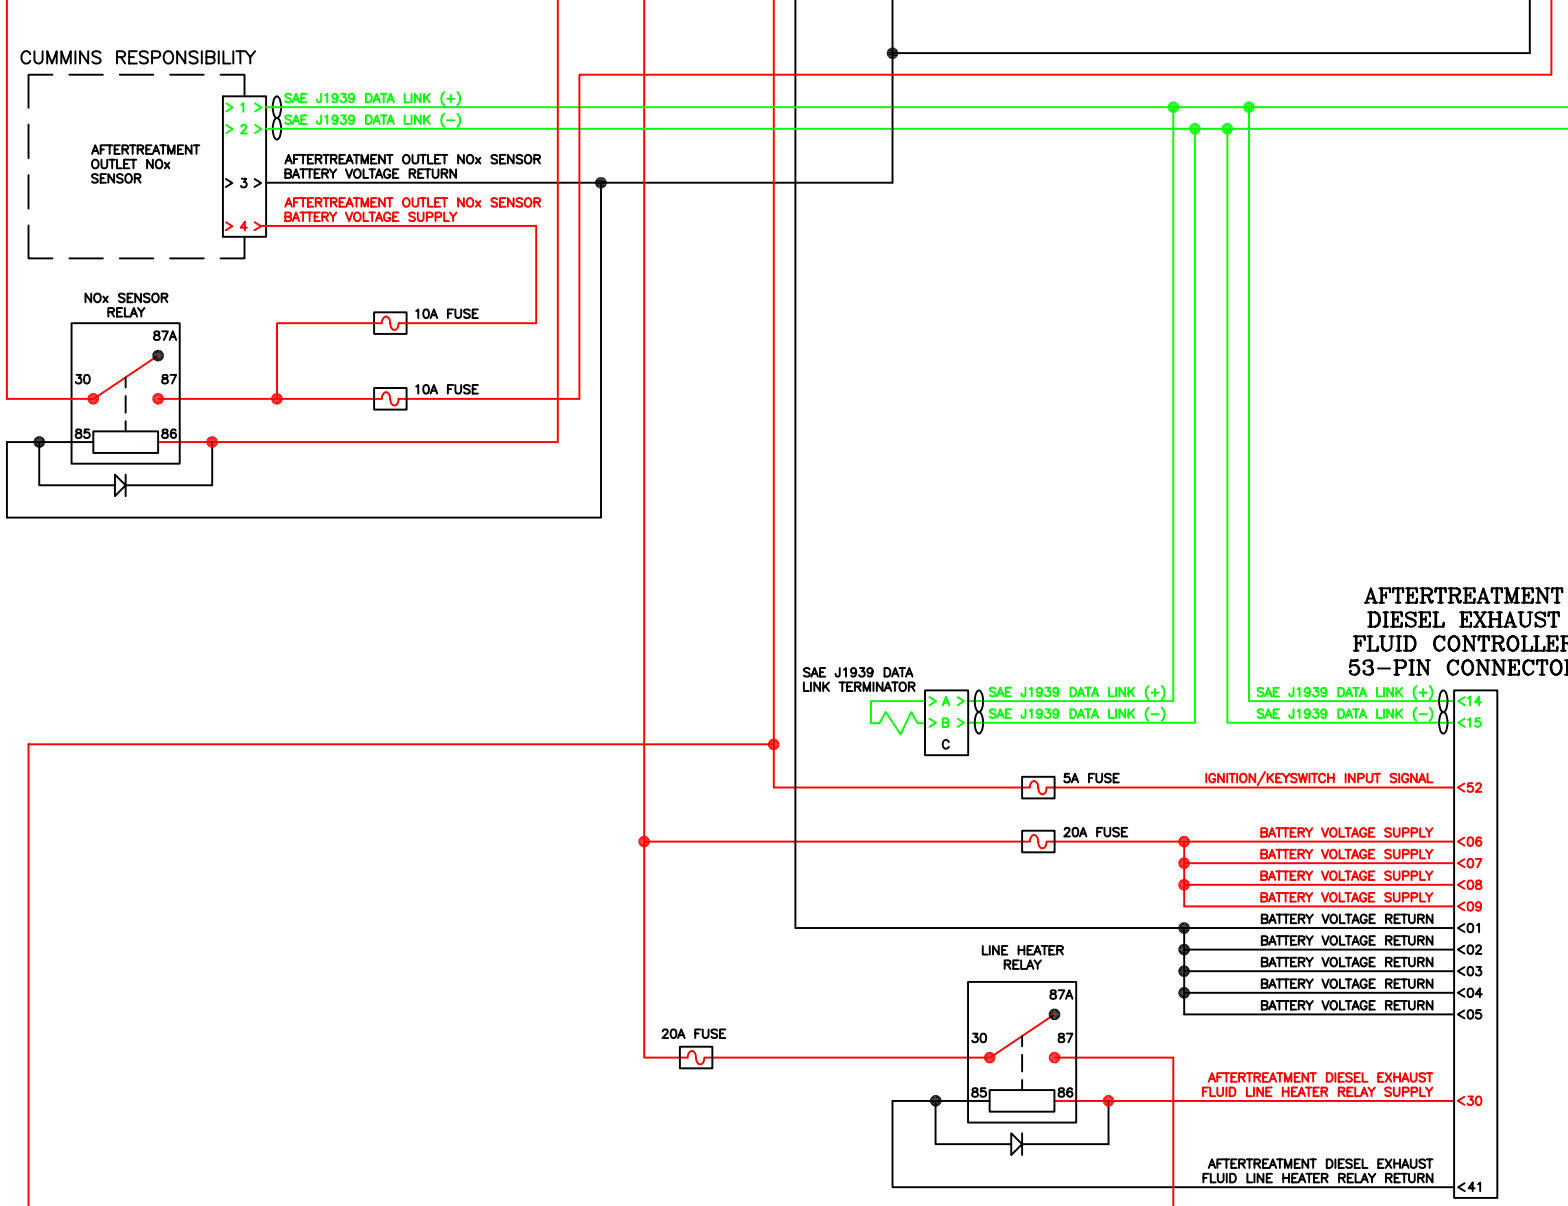 CUMMINS RESPONSIBILITY
AFTERTREATMENT
OUTLET NOx
SENSOR
> 1 >
> 2 >
> 3 >
> 4 >
SAE J1939 DATA LINK (+)
SAE J1939 DATA LINK (-)
AFTERTREATMENT OUTLET NOx SENSOR
BATTERY VOLTAGE RETURN
AFTERTREATMENT OUTLET NOx SENSOR
BATTERY VOLTAGE SUPPLY
NOx SENSOR
RELAY
87A
30
87
85
86
10A FUSE
10A FUSE
AFTERTREATMENT
DIESEL EXHAUST
FLUID CONTROLLER
53-PIN CONNECTOR
SAE J1939 DATA
LINK TERMINATOR
> A >
> B >
C
SAE J1939 DATA LINK (+)
SAE J1939 DATA LINK (-)
SAE J1939 DATA LINK (+)
SAE J1939 DATA LINK (-)
<14
<15
5A FUSE
IGNITION/KEYSWITCH INPUT SIGNAL
<52
20A FUSE
BATTERY VOLTAGE SUPPLY
<06
BATTERY VOLTAGE SUPPLY
<07
BATTERY VOLTAGE SUPPLY
<08
BATTERY VOLTAGE SUPPLY
<09
BATTERY VOLTAGE RETURN
<01
BATTERY VOLTAGE RETURN
<02
BATTERY VOLTAGE RETURN
<03
BATTERY VOLTAGE RETURN
<04
BATTERY VOLTAGE RETURN
<05
LINE HEATER
RELAY
87A
30
87
85
86
20A FUSE
AFTERTREATMENT DIESEL EXHAUST
FLUID LINE HEATER RELAY SUPPLY
<30
AFTERTREATMENT DIESEL EXHAUST
FLUID LINE HEATER RELAY RETURN
<41